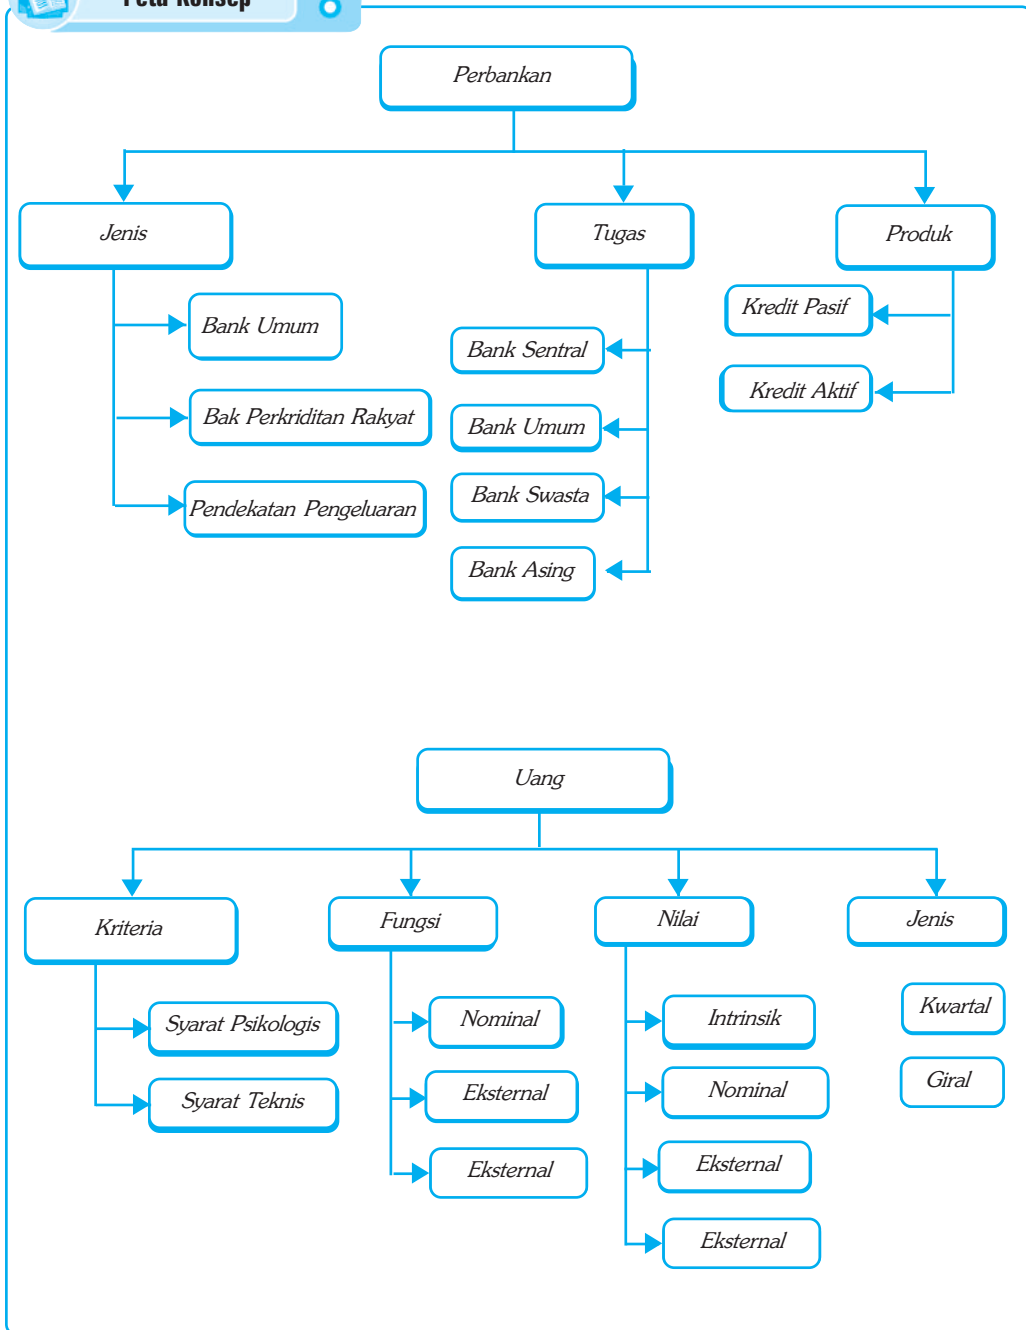 Peta Konsep
Perbankan
Jenis
Tugas
Produk
Bank Umum
Bak Perkriditan Rakyat
Pendekatan Pengeluaran
Bank Sentral
Bank Umum
Bank Swasta
Bank Asing
Kredit Pasif
Kredit Aktif
Uang
Kriteria
Fungsi
Nilai
Jenis
Syarat Psikologis
Syarat Teknis
Nominal
Eksternal
Eksternal
Intrinsik
Nominal
Eksternal
Eksternal
Kwartal
Giral